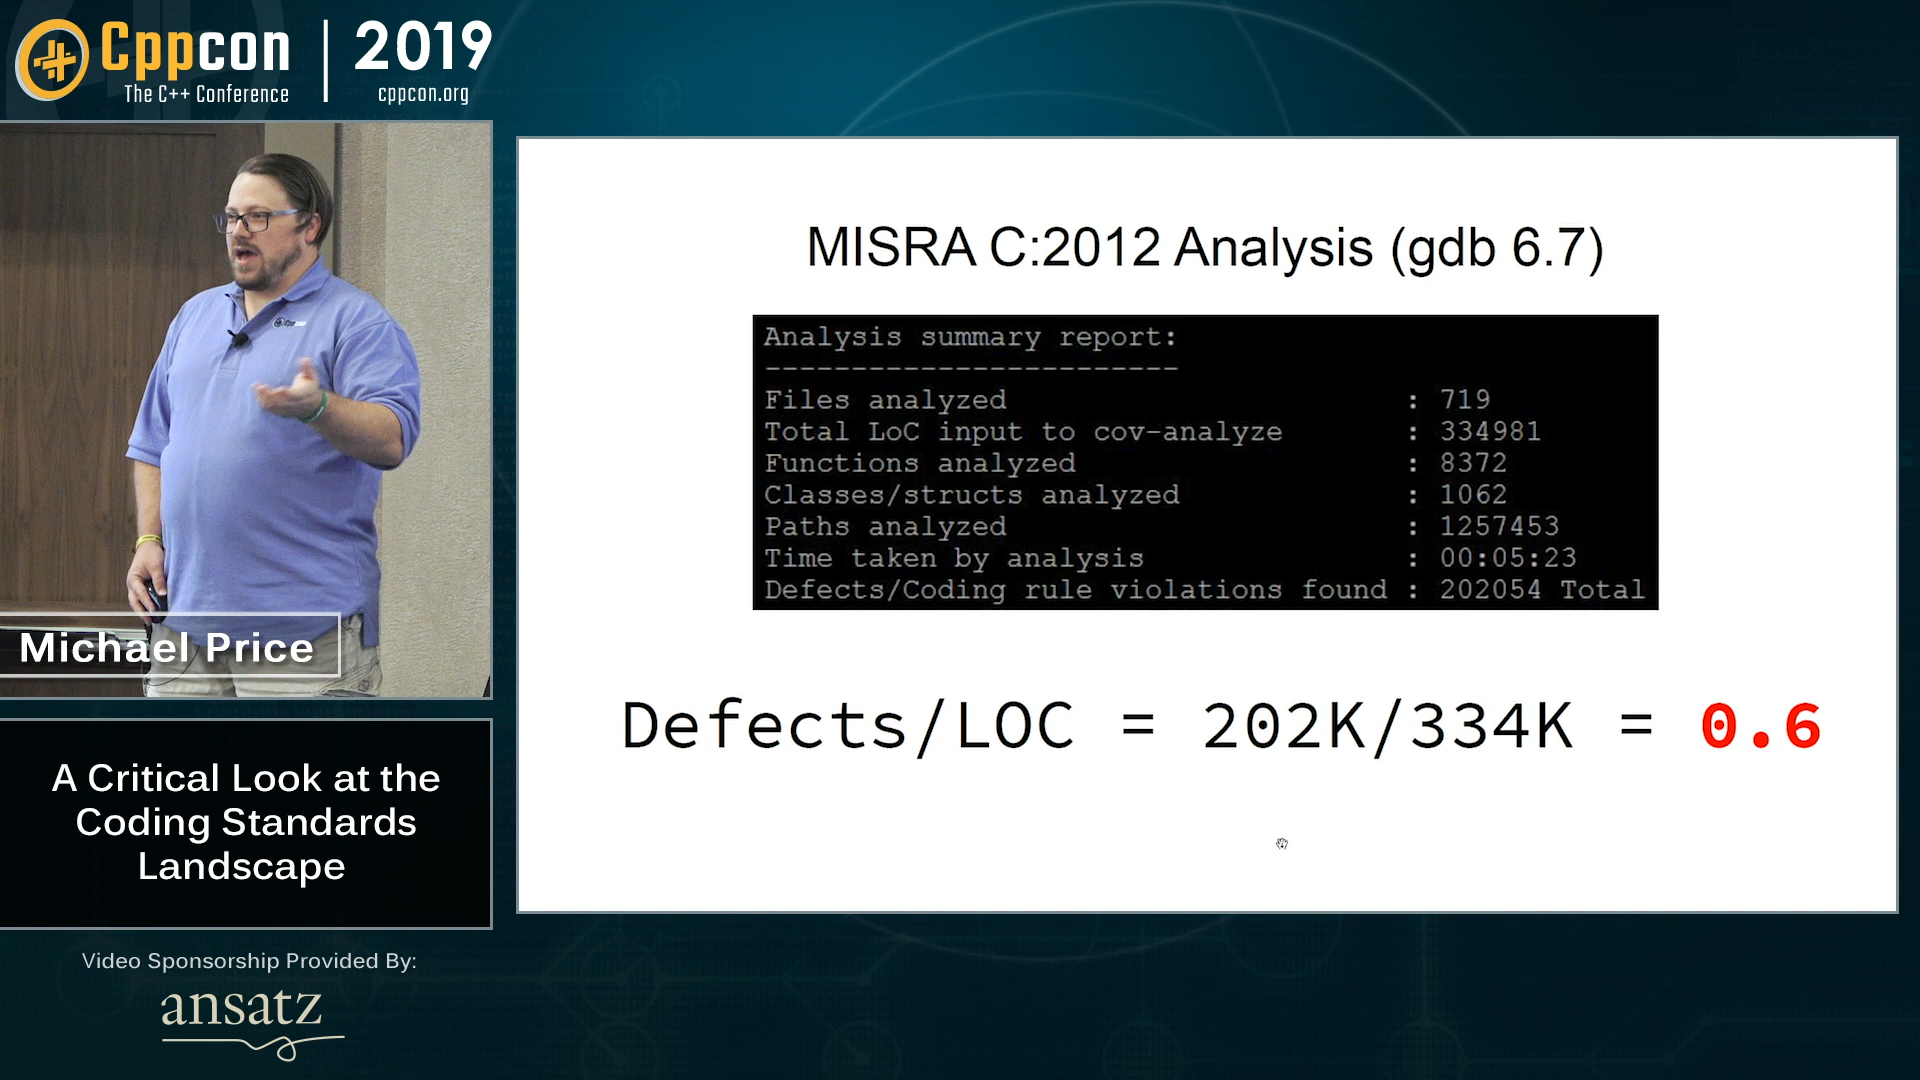 Cppcon
The C++ Conference
2019
cppcon.org
MISRA C:2012 Analysis (gdb 6.7)
Analysis summary report:
------------------------
Files analyzed : 719
Total LoC input to cov-analyze : 334981
Functions analyzed : 8372
Classes/structs analyzed : 1062
Paths analyzed : 1257453
Time taken by analysis : 00:05:23
Defects/Coding rule violations found : 202054 Total
Defects/LOC = 202K/334K = 0.6
Michael Price
A Critical Look at the
Coding Standards
Landscape
Video Sponsorship Provided By:
ansatz